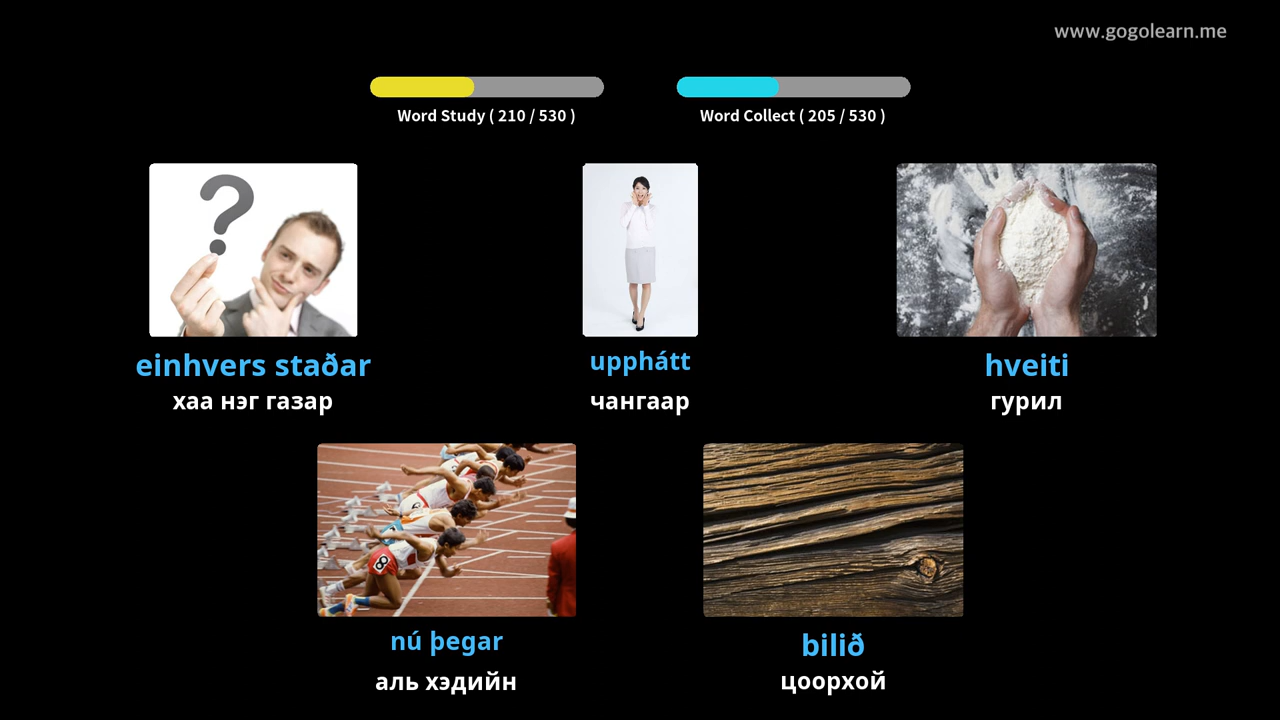 www.gogolearn.me
Word Study ( 210 / 530 )
Word Collect ( 205 / 530 )
einhvers staðar
хаа нэг газар
upphátt
чангаар
hveiti
гурил
nú þegar
аль хэдийн
bilið
цоорхой